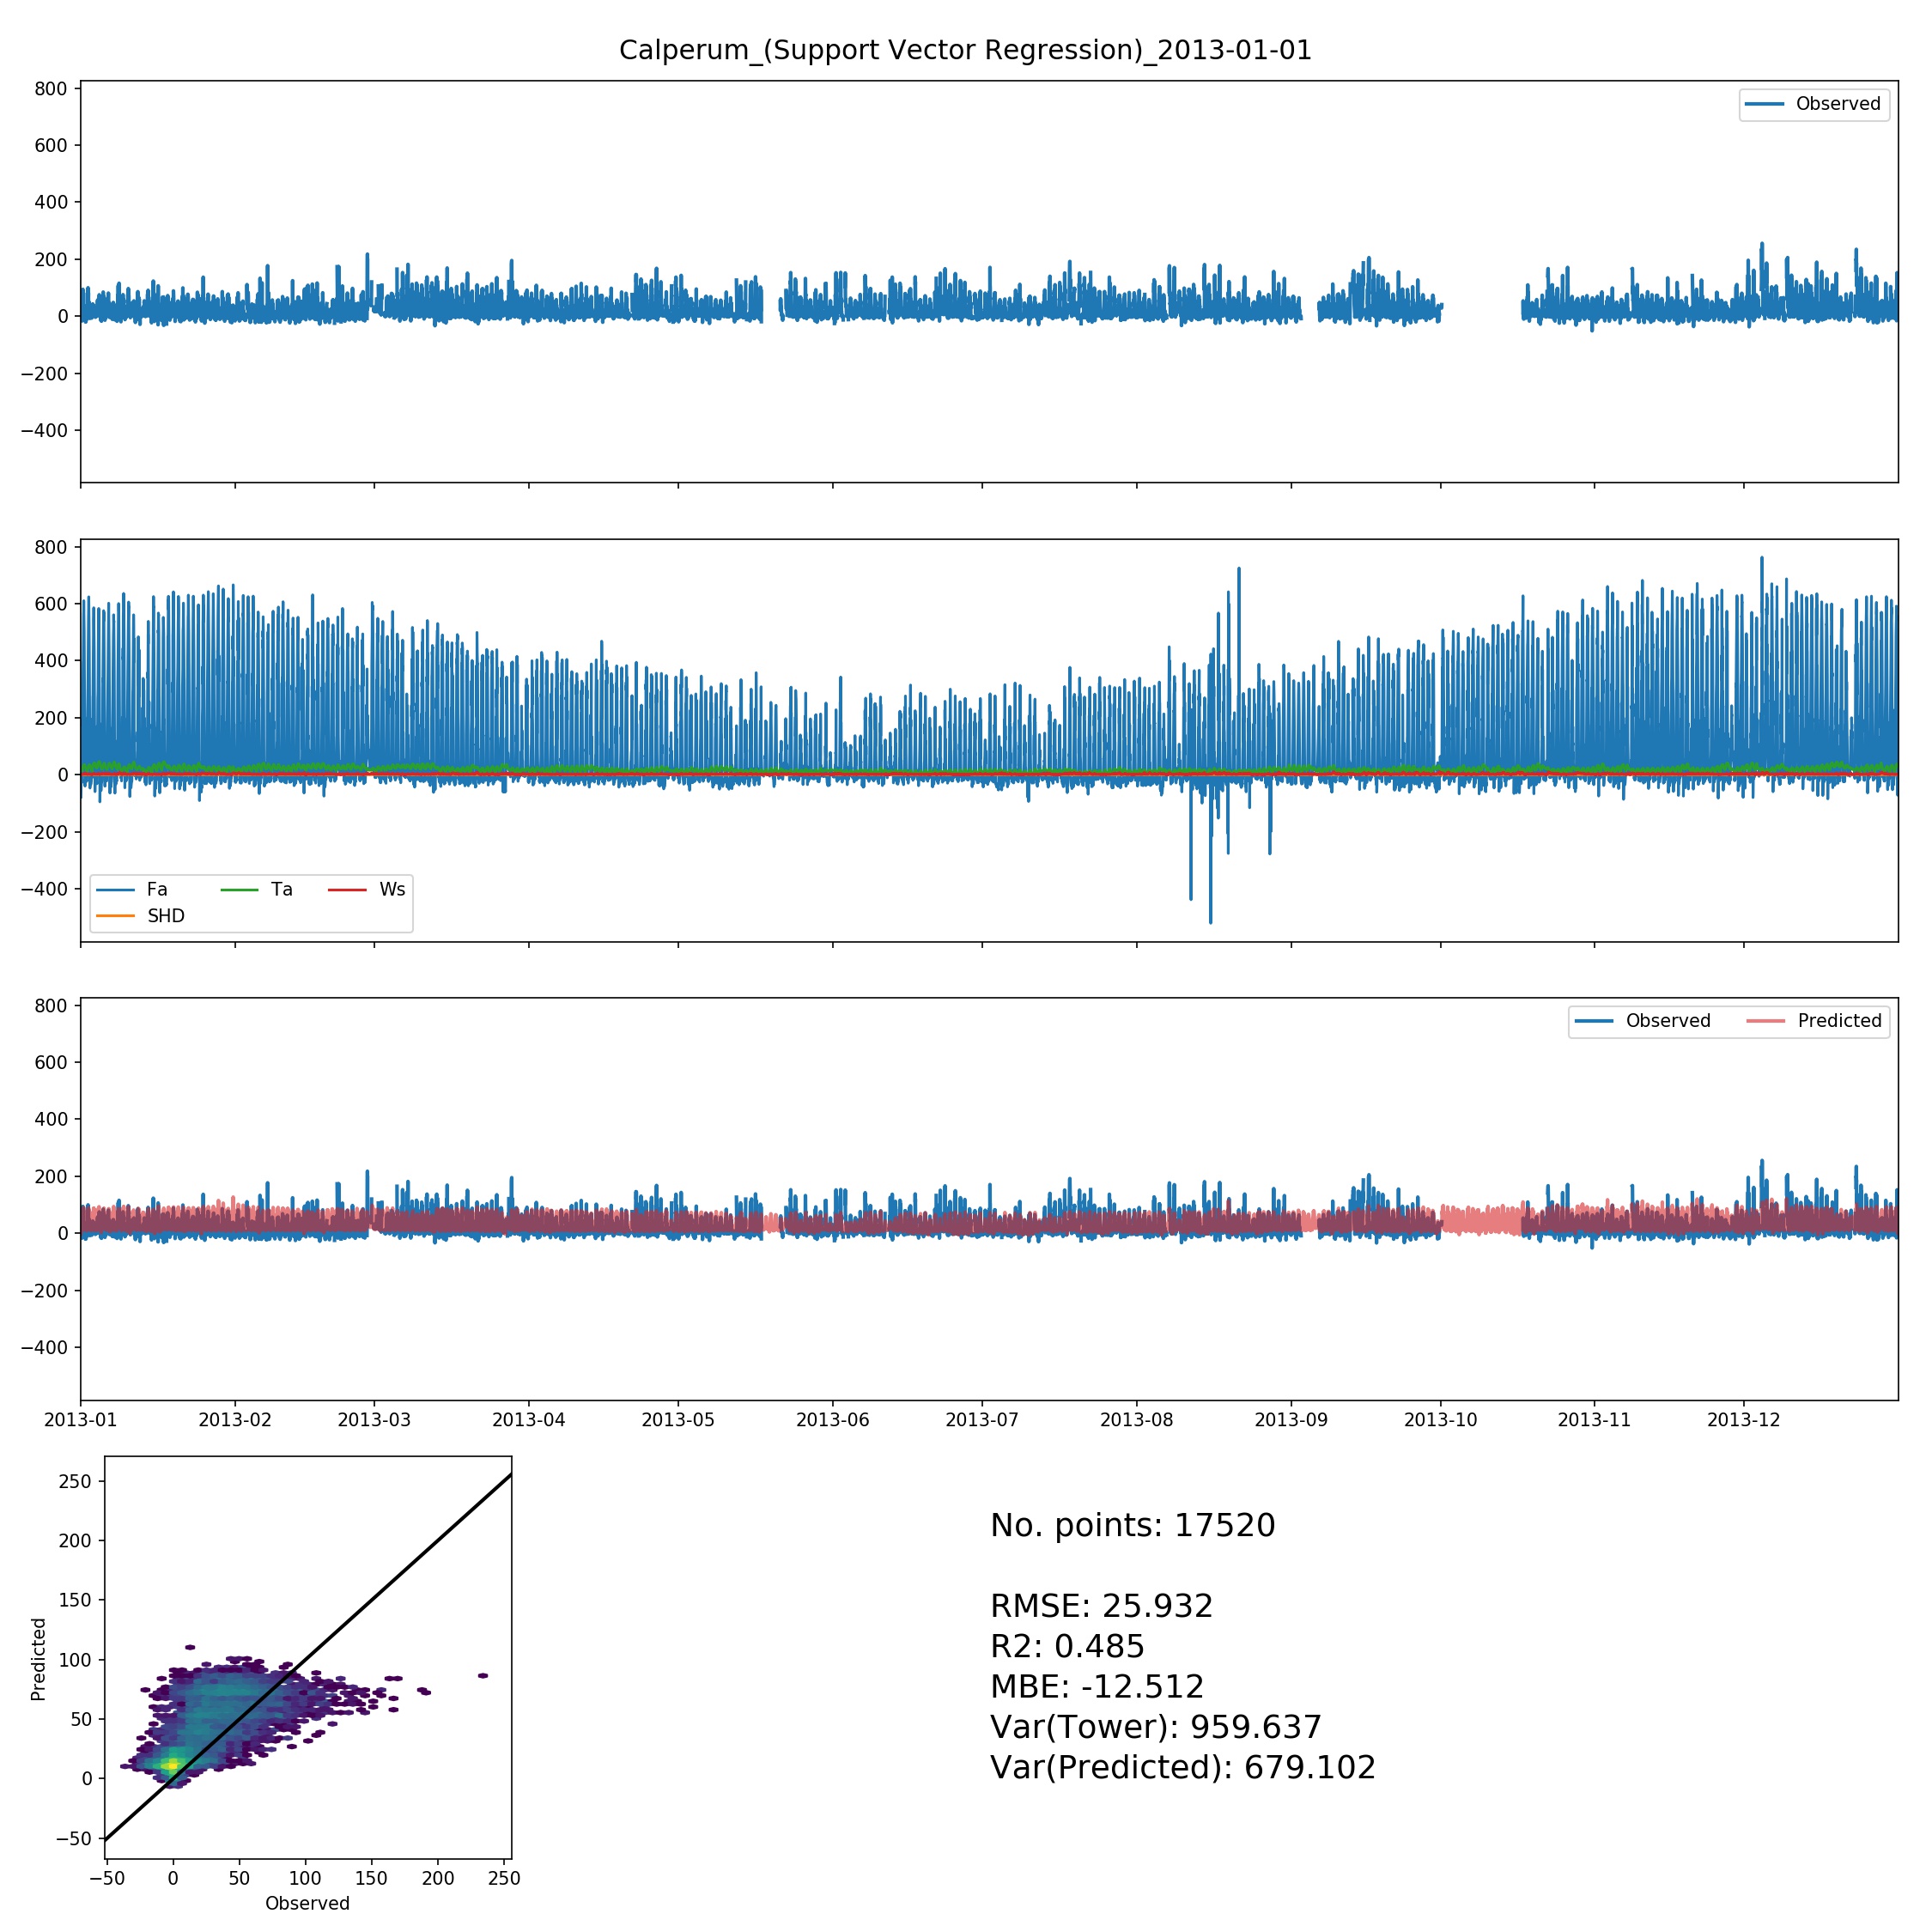 Calperum_(Support Vector Regression)_2013-01-01
800
600
400
200
0
−200
−400
Observed
800
600
400
200
0
−200
−400
Fa Ta Ws
SHD
800
600
400
200
0
−200
−400
Observed Predicted
2013-01 2013-02 2013-03 2013-04 2013-05 2013-06 2013-07 2013-08 2013-09 2013-10 2013-11 2013-12
250
200
150
100
50
0
−50
Predicted
−50 0 50 100 150 200 250
Observed
No. points: 17520
RMSE: 25.932
R2: 0.485
MBE: -12.512
Var(Tower): 959.637
Var(Predicted): 679.102